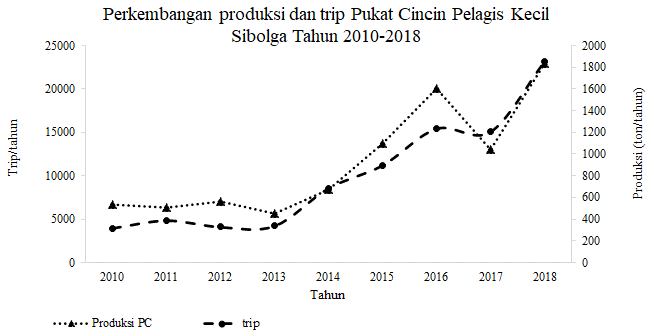 Perkembangan produksi dan trip Pukat Cincin Pelagis Kecil
Sibolga Tahun 2010-2018
Trip/tahun
25000
20000
15000
10000
5000
0
2000
1800
1600
1400
1200
1000
800
600
400
200
0
Produksi (ton/tahun)
2010 2011 2012 2013 2014 2015 2016 2017 2018
Tahun
Produksi PC trip